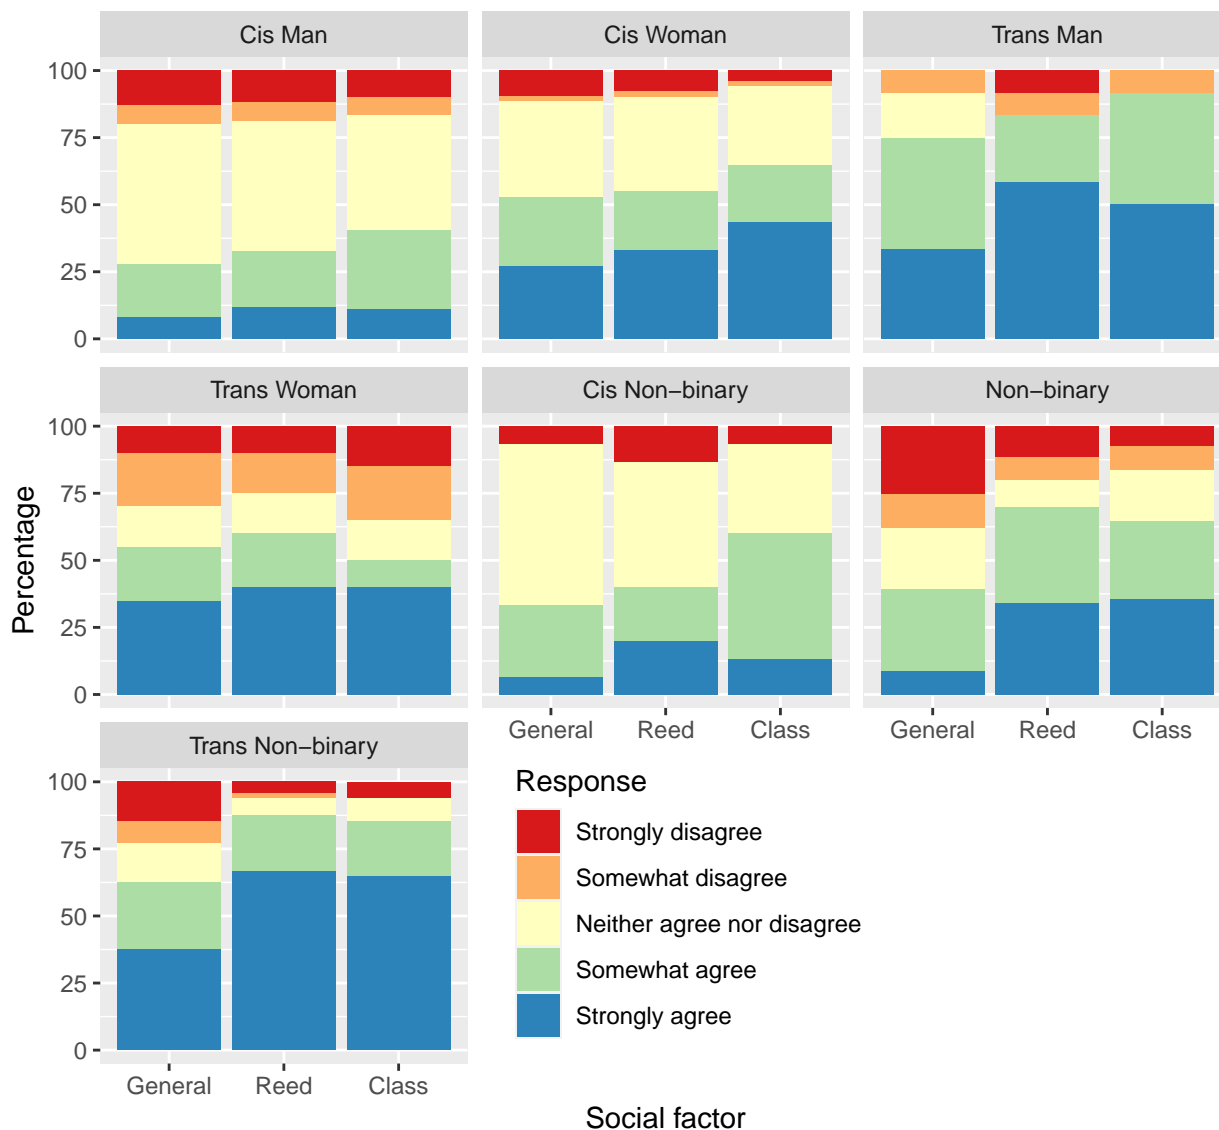 Cis Man
Cis Woman
Trans Man
100
75
50
25
0
Trans Woman
Cis Non−binary
Non−binary
100
75
50
25
0
Percentage
General Reed Class
General Reed Class
Trans Non−binary
100
75
50
25
0
General Reed Class
Response
Strongly disagree
Somewhat disagree
Neither agree nor disagree
Somewhat agree
Strongly agree
Social factor